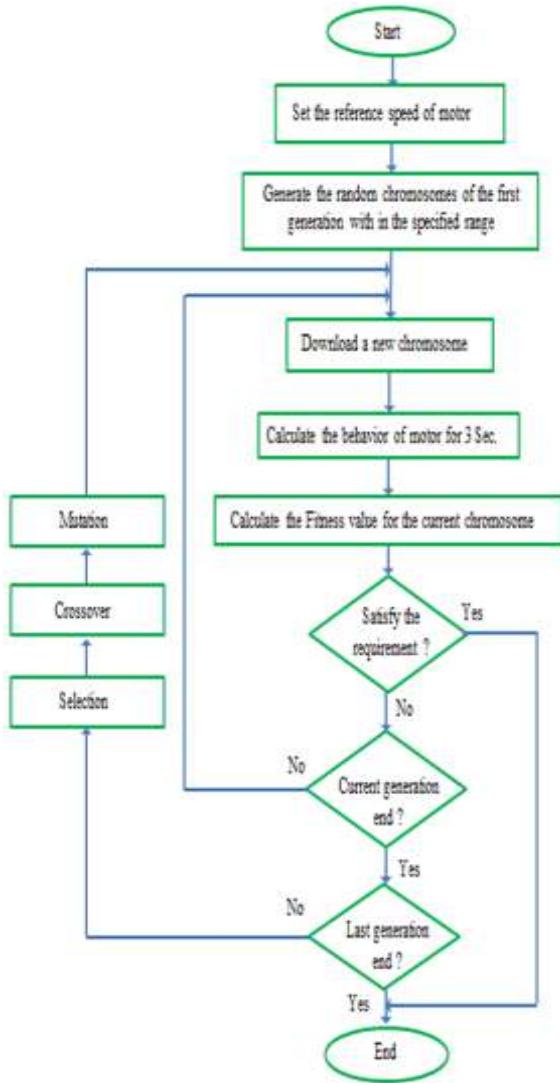 Start
Set the reference speed of motor
Generate the random chromosomes of the first
generation with in the specified range
Download a new chromosome
Calculate the behavior of motor for 3 Sec.
Mutation
Calculate the Fitness value for the current chromosome
Crossover
Satisfy the
requirement ?
Yes
Selection
No
No
Current generation
end ?
Yes
No
Last generation
end ?
Yes
End